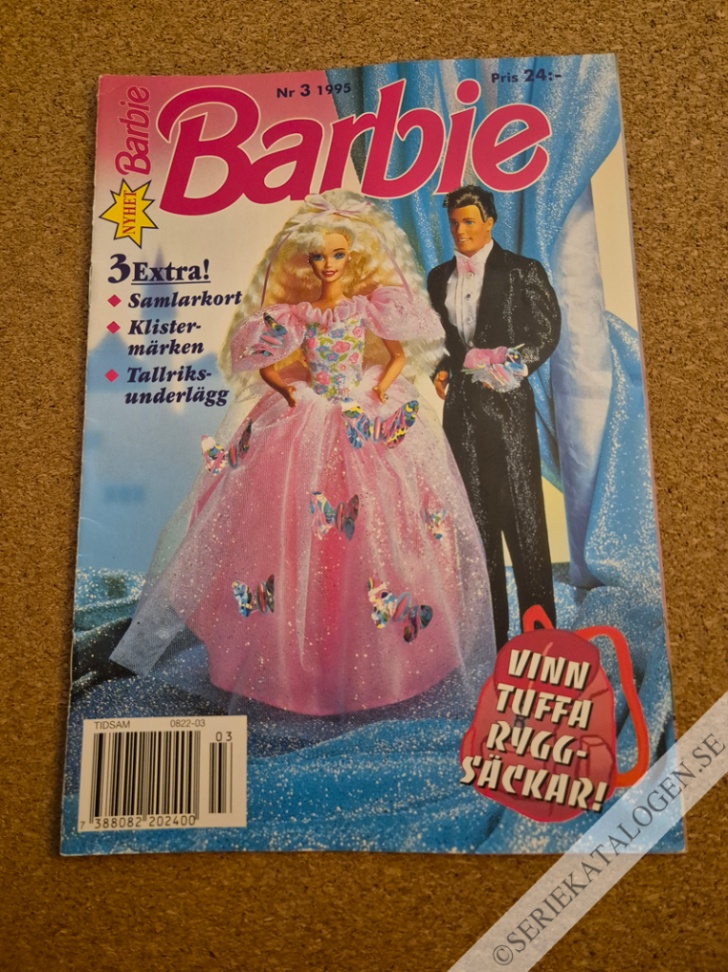 Nr 3 1995
Pris 24:-
Barbie
Barbie
NYHET
3 Extra!
Samlarkort
Klister-
märken
Tallriks-
underlägg
VINN
TUFFA
RYGG-
SÄCKAR!
TIDSAM 0822-03
03
7 388082 202400
©SERIEKATALOGEN.SE